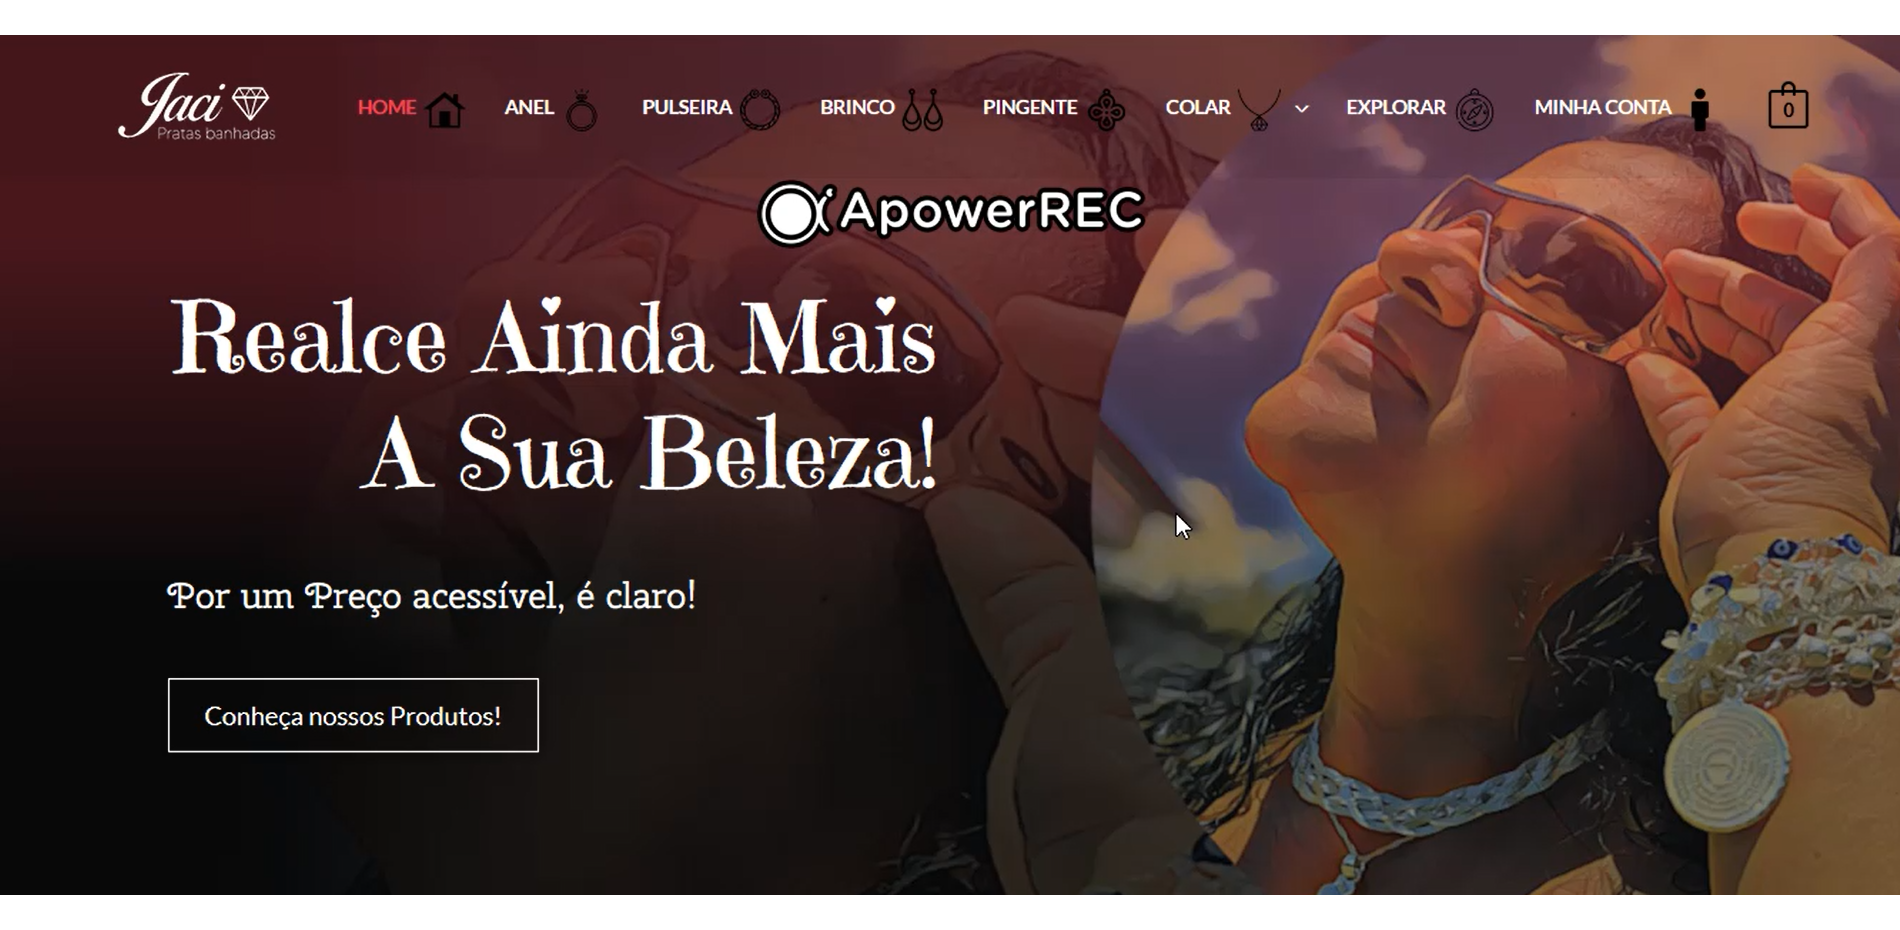 Jaci
Pratas banhadas
HOME
ANEL
PULSEIRA
BRINCO
PINGENTE
COLAR
EXPLORAR
MINHA CONTA
0
ApowerREC
Realce Ainda Mais
A Sua Beleza!
Por um Preço acessível, é claro!
Conheça nossos Produtos!